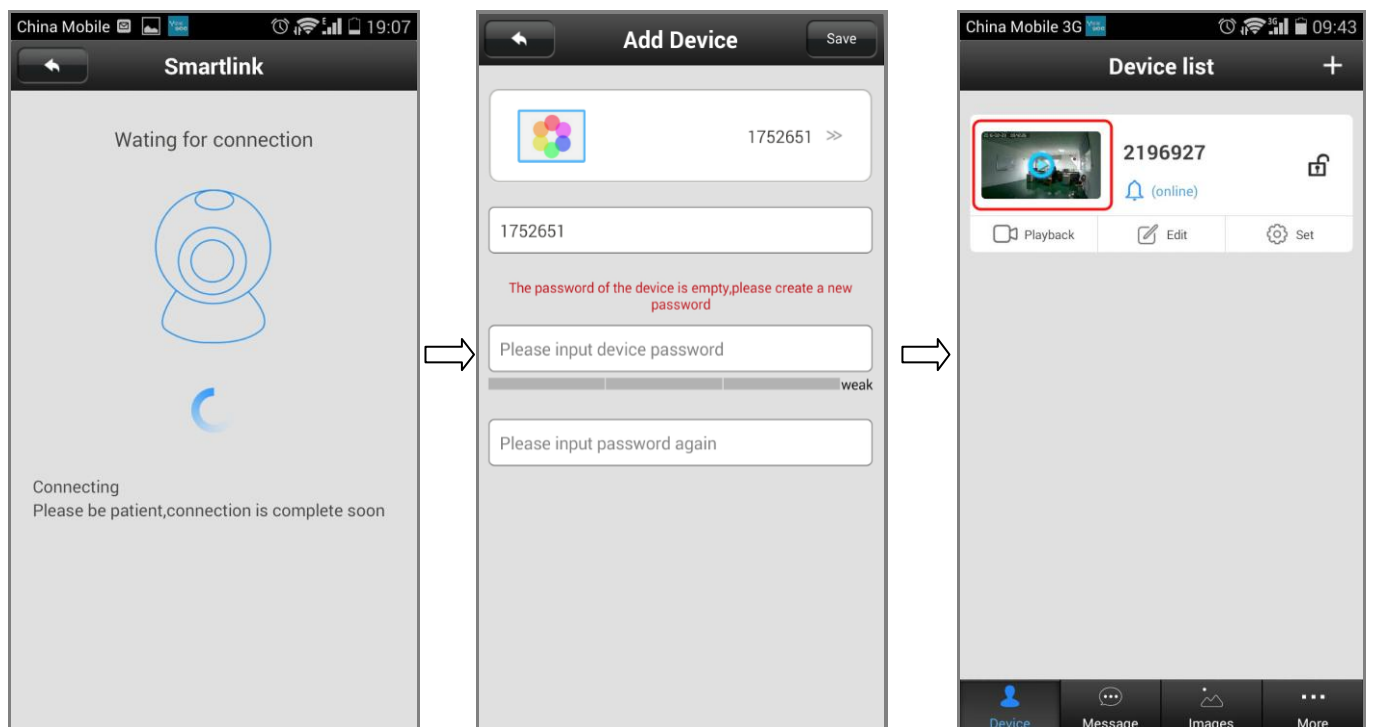 China Mobile 19:07
Smartlink
Wating for connection
Connecting
Please be patient,connection is complete soon
Add Device
Save
1752651
1752651
The password of the device is empty,please create a new
password
Please input device password
weak
Please input password again
China Mobile 3G 3G 09:43
Device list
2196927
(online)
Playback Edit Set
Device Message Images More